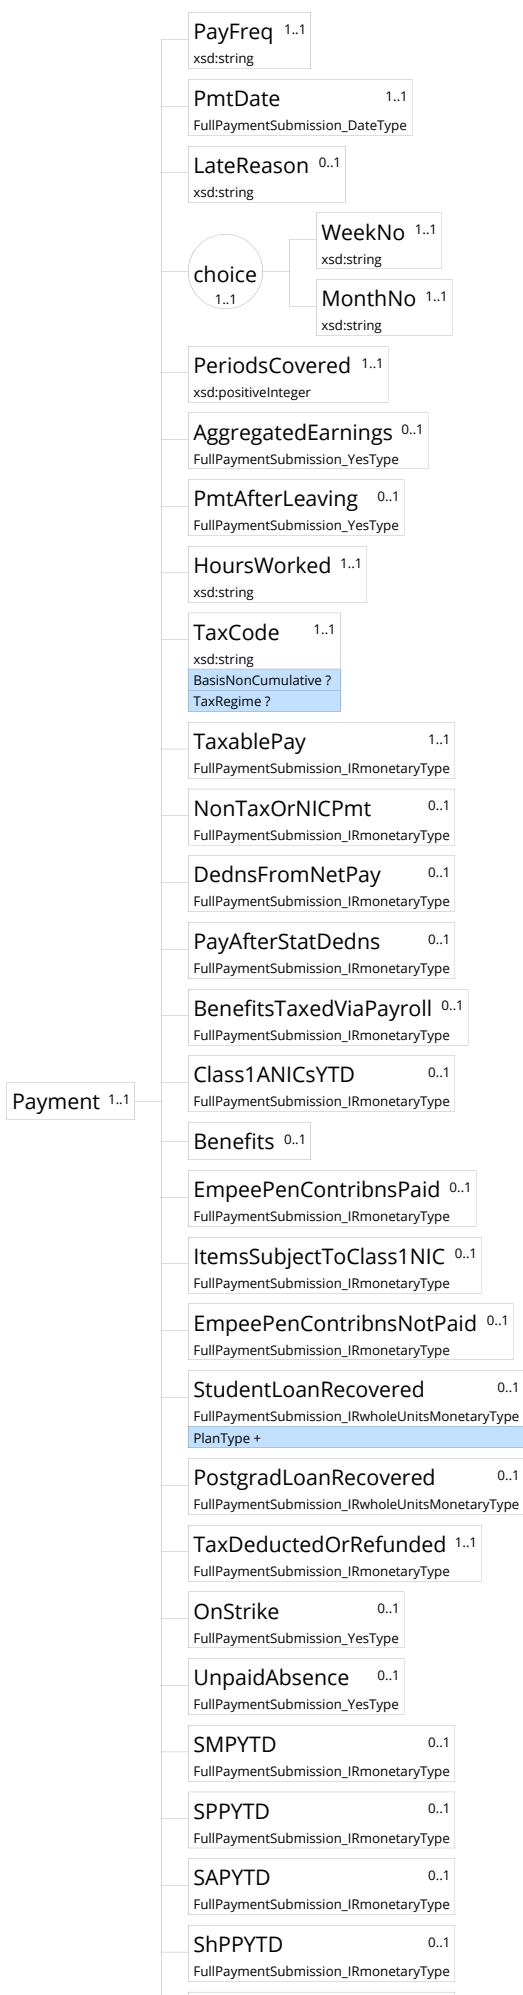 PayFreq 1..1
xsd:string
PmtDate 1..1
FullPaymentSubmission_DateType
LateReason 0..1
xsd:string
WeekNo 1..1
xsd:string
choice
1..1
MonthNo 1..1
xsd:string
PeriodsCovered 1..1
xsd:positiveInteger
AggregatedEarnings 0..1
FullPaymentSubmission_YesType
PmtAfterLeaving 0..1
FullPaymentSubmission_YesType
HoursWorked 1..1
xsd:string
TaxCode 1..1
xsd:string
BasisNonCumulative ?
TaxRegime ?
TaxablePay 1..1
FullPaymentSubmission_IRmonetaryType
NonTaxOrNICPmt 0..1
FullPaymentSubmission_IRmonetaryType
DednsFromNetPay 0..1
FullPaymentSubmission_IRmonetaryType
PayAfterStatDedns 0..1
FullPaymentSubmission_IRmonetaryType
BenefitsTaxedViaPayroll 0..1
FullPaymentSubmission_IRmonetaryType
Class1ANICsYTD 0..1
FullPaymentSubmission_IRmonetaryType
Payment 1..1
Benefits 0..1
EmpeePenContribnsPaid 0..1
FullPaymentSubmission_IRmonetaryType
ItemsSubjectToClass1NIC 0..1
FullPaymentSubmission_IRmonetaryType
EmpeePenContribnsNotPaid 0..1
FullPaymentSubmission_IRmonetaryType
StudentLoanRecovered 0..1
FullPaymentSubmission_IRwholeUnitsMonetaryType
PlanType +
PostgradLoanRecovered 0..1
FullPaymentSubmission_IRwholeUnitsMonetaryType
TaxDeductedOrRefunded 1..1
FullPaymentSubmission_IRmonetaryType
OnStrike 0..1
FullPaymentSubmission_YesType
UnpaidAbsence 0..1
FullPaymentSubmission_YesType
SMPYTD 0..1
FullPaymentSubmission_IRmonetaryType
SPPYTD 0..1
FullPaymentSubmission_IRmonetaryType
SAPYTD 0..1
FullPaymentSubmission_IRmonetaryType
ShPPYTD 0..1
FullPaymentSubmission_IRmonetaryType